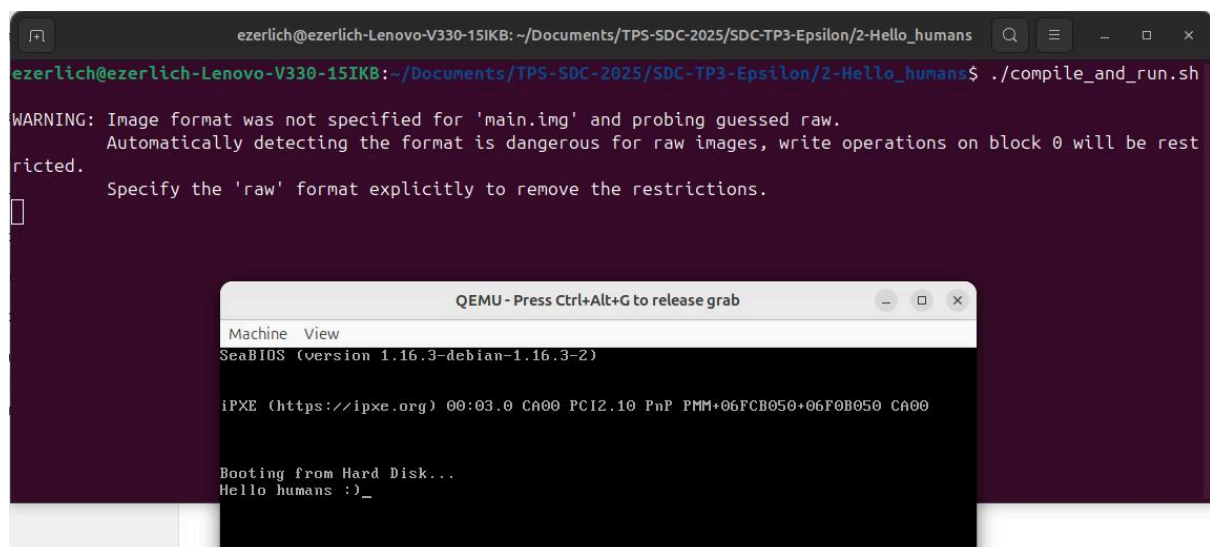 ezerlich@ezerlich-Lenovo-V330-15IKB: ~/Documents/TPS-SDC-2025/SDC-TP3-Epsilon/2-Hello_humans
ezerlich@ezerlich-Lenovo-V330-15IKB:~/Documents/TPS-SDC-2025/SDC-TP3-Epsilon/2-Hello_humans$ ./compile_and_run.sh
WARNING: Image format was not specified for 'main.img' and probing guessed raw.
Automatically detecting the format is dangerous for raw images, write operations on block 0 will be rest
ricted.
Specify the 'raw' format explicitly to remove the restrictions.
QEMU - Press Ctrl+Alt+G to release grab
Machine View
SeaBIOS (version 1.16.3-debian-1.16.3-2)
iPXE (https://ipxe.org) 00:03.0 CA00 PCI2.10 PnP PMM+06FCB050+06F0B050 CA00
Booting from Hard Disk...
Hello humans :)_